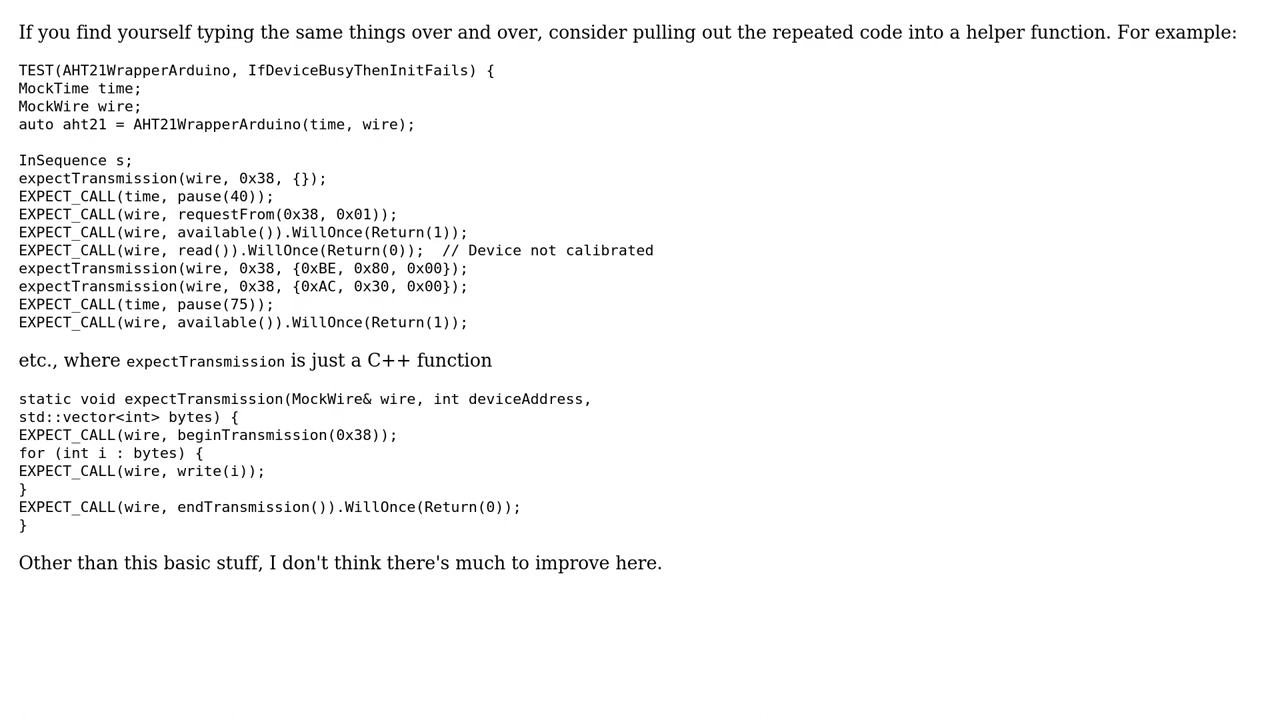 If you find yourself typing the same things over and over, consider pulling out the repeated code into a helper function. For example:
TEST(AHT21WrapperArduino, IfDeviceBusyThenInitFails) {
MockTime time;
MockWire wire;
auto aht21 = AHT21WrapperArduino(time, wire);
InSequence s;
expectTransmission(wire, 0x38, {});
EXPECT_CALL(time, pause(40));
EXPECT_CALL(wire, requestFrom(0x38, 0x01));
EXPECT_CALL(wire, available()).WillOnce(Return(1));
EXPECT_CALL(wire, read()).WillOnce(Return(0));  // Device not calibrated
expectTransmission(wire, 0x38, {0xBE, 0x80, 0x00});
expectTransmission(wire, 0x38, {0xAC, 0x30, 0x00});
EXPECT_CALL(time, pause(75));
EXPECT_CALL(wire, available()).WillOnce(Return(1));
etc., where expectTransmission is just a C++ function
static void expectTransmission(MockWire& wire, int deviceAddress,
std::vector<int> bytes) {
EXPECT_CALL(wire, beginTransmission(0x38));
for (int i : bytes) {
EXPECT_CALL(wire, write(i));
}
EXPECT_CALL(wire, endTransmission()).WillOnce(Return(0));
}
Other than this basic stuff, I don't think there's much to improve here.